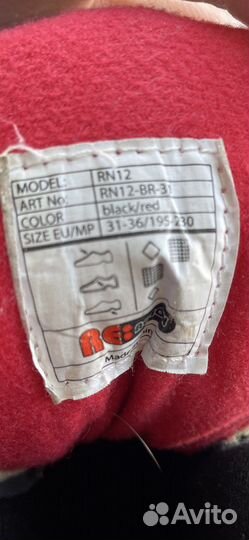 MODEL: RN12
ART No: RN12-BR-31
COLOR black/red
SIZE EU/MP 31-36/195-230
Avito